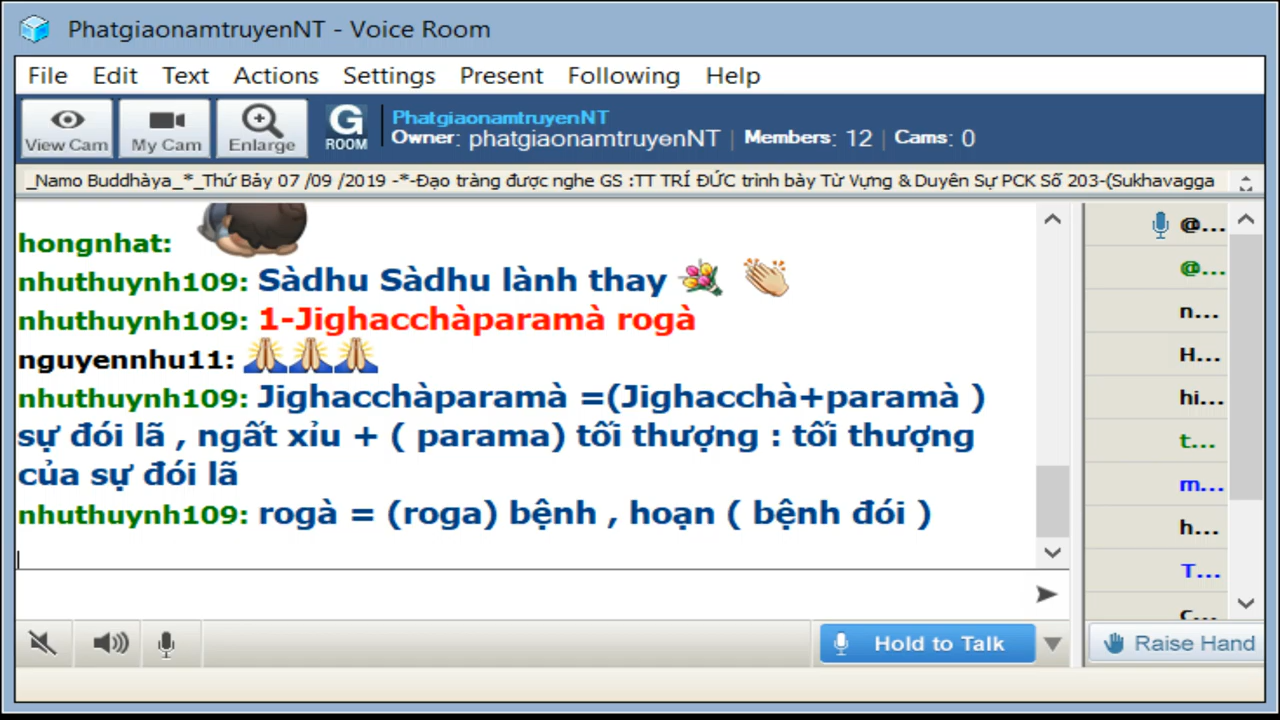 PhatgiaonamtruyenNT - Voice Room
File Edit Text Actions Settings Present Following Help
View Cam My Cam Enlarge G ROOM
PhatgiaonamtruyenNT
Owner: phatgiaonamtruyenNT | Members: 12 | Cams: 0
_Namo Buddhàya_*_Thứ Bảy 07 /09 /2019 -*-Đạo tràng được nghe GS :TT TRÍ ĐỨC trình bày Từ Vựng & Duyên Sự PCK Số 203-(Sukhavagga
hongnhat:
nhuthuynh109: Sàdhu Sàdhu lành thay
nhuthuynh109: 1-Jighacchàparamà rogà
nguyennhu11:
nhuthuynh109: Jighacchàparamà =(Jighacchà+paramà )
sự đói lã , ngất xỉu + ( parama) tối thượng : tối thượng
của sự đói lã
nhuthuynh109: rogà = (roga) bệnh , hoạn ( bệnh đói )
@...
@...
n...
H...
hi...
t...
m...
h...
T...
c...
Hold to Talk
Raise Hand